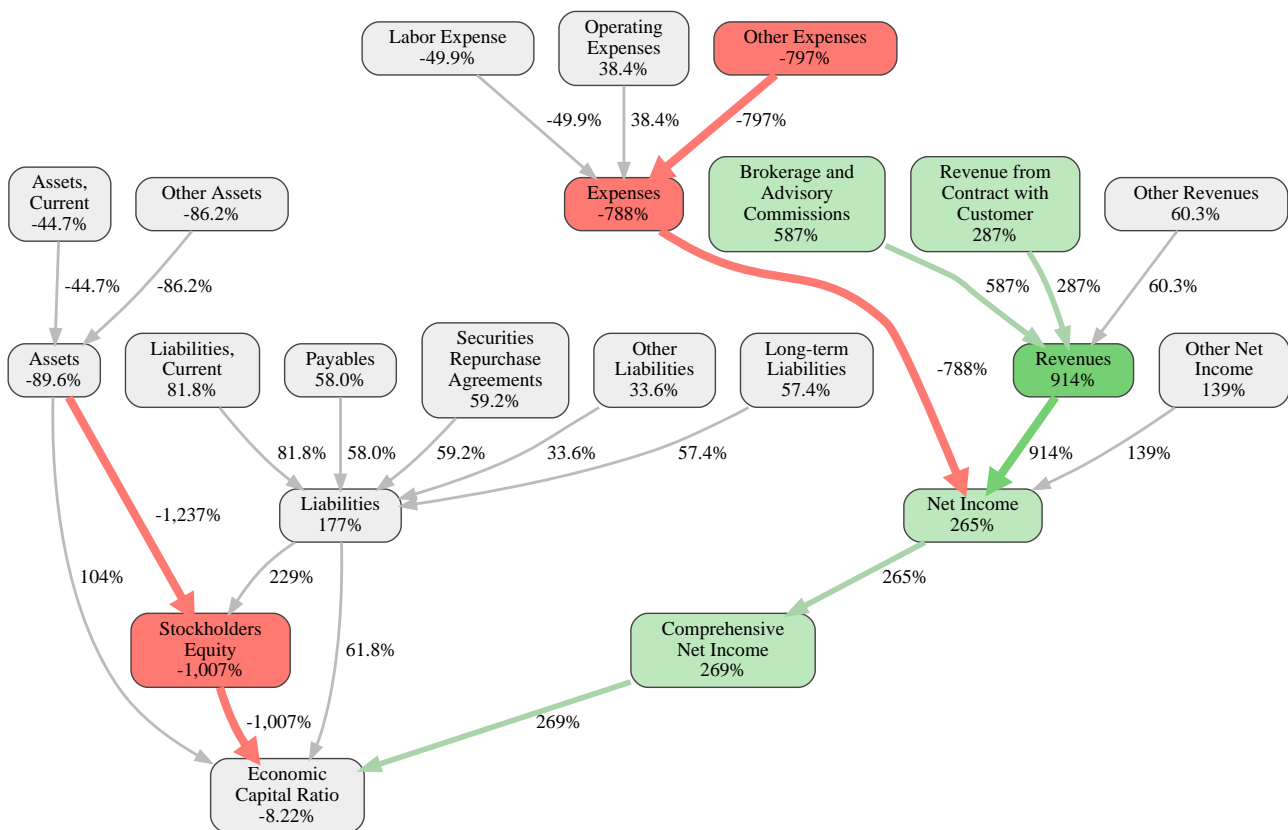 Labor Expense
-49.9%
Operating
Expenses
38.4%
Other Expenses
-797%
-49.9%
38.4%
-797%
Assets,
Current
-44.7%
Other Assets
-86.2%
Expenses
-788%
Brokerage and
Advisory
Commissions
587%
Revenue from
Contract with
Customer
287%
Other Revenues
60.3%
-44.7%
-86.2%
587%
287%
60.3%
Assets
-89.6%
Liabilities,
Current
81.8%
Payables
58.0%
Securities
Repurchase
Agreements
59.2%
Other
Liabilities
33.6%
Long-term
Liabilities
57.4%
-788%
Revenues
914%
Other Net
Income
139%
81.8%
58.0%
59.2%
33.6%
57.4%
914%
139%
Liabilities
177%
Net Income
265%
-1,237%
104%
229%
265%
Stockholders
Equity
-1,007%
61.8%
Comprehensive
Net Income
269%
-1,007%
269%
Economic
Capital Ratio
-8.22%